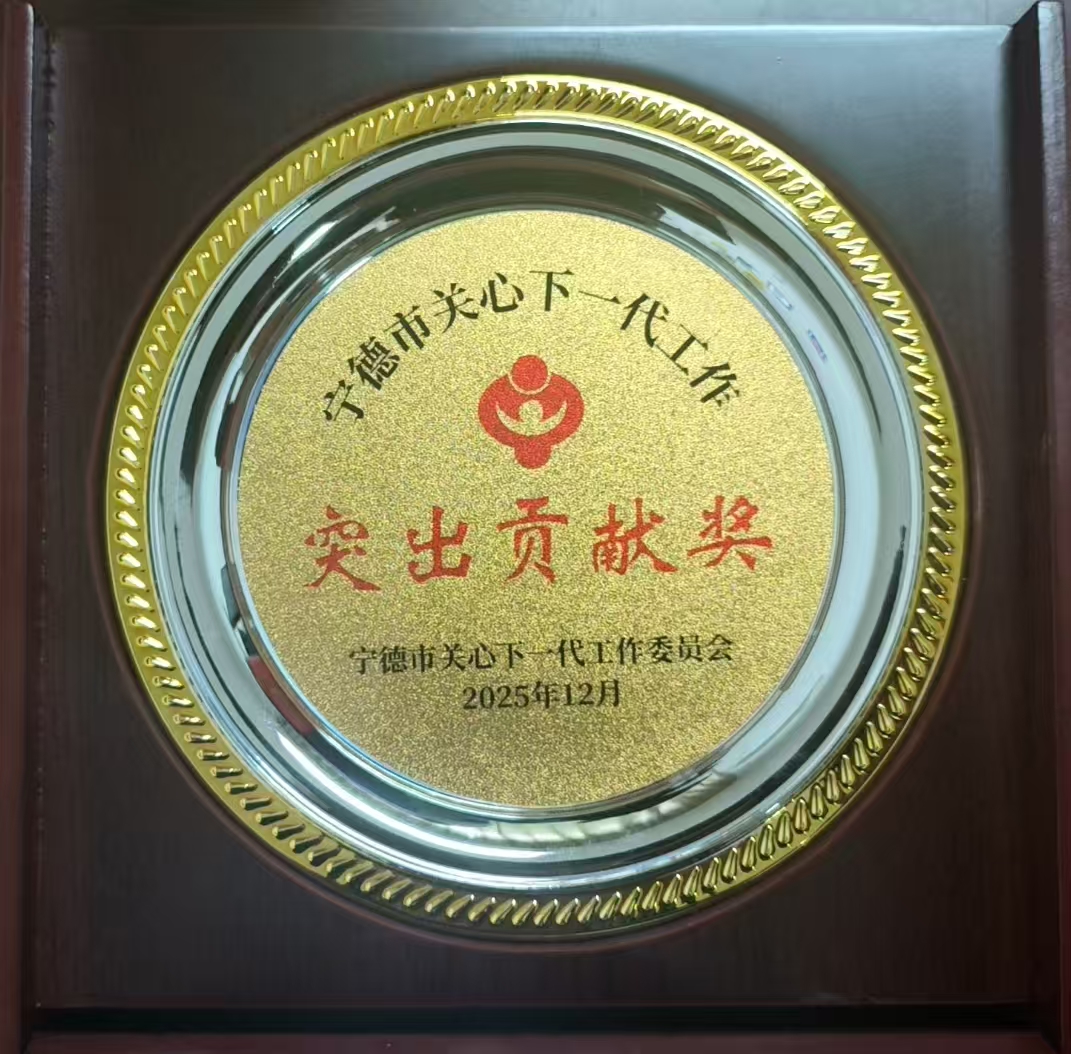 宁德市关心下一代工作
突出贡献奖
宁德市关心下一代工作委员会
2025年12月